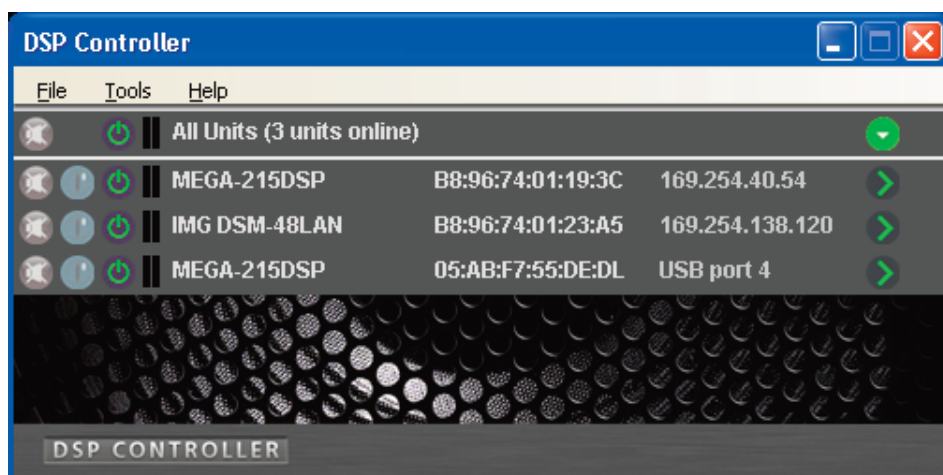 DSP Controller
File Tools Help
All Units (3 units online)
MEGA-215DSP B8:96:74:01:19:3C 169.254.40.54
IMG DSM-48LAN B8:96:74:01:23:A5 169.254.138.120
MEGA-215DSP 05:AB:F7:55:DE:DL USB port 4
DSP CONTROLLER